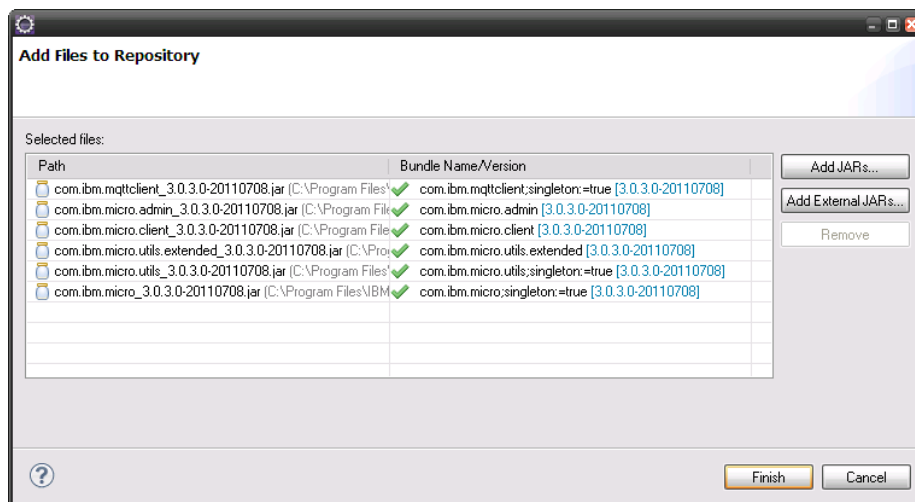 Add Files to Repository
Selected files:
Path Bundle Name/Version
com.ibm.mqttclient_3.0.3.0-20110708.jar (C:\Program Files\ com.ibm.mqttclient;singleton:=true [3.0.3.0-20110708] Add JARs...
com.ibm.micro.admin_3.0.3.0-20110708.jar (C:\Program File com.ibm.micro.admin [3.0.3.0-20110708] Add External JARs...
com.ibm.micro.client_3.0.3.0-20110708.jar (C:\Program File com.ibm.micro.client [3.0.3.0-20110708]
com.ibm.micro.utils.extended_3.0.3.0-20110708.jar (C:\Pro com.ibm.micro.utils.extended [3.0.3.0-20110708] Remove
com.ibm.micro.utils_3.0.3.0-20110708.jar (C:\Program Files\ com.ibm.micro.utils;singleton:=true [3.0.3.0-20110708]
com.ibm.micro_3.0.3.0-20110708.jar (C:\Program Files\IBM com.ibm.micro;singleton:=true [3.0.3.0-20110708]
? Finish Cancel